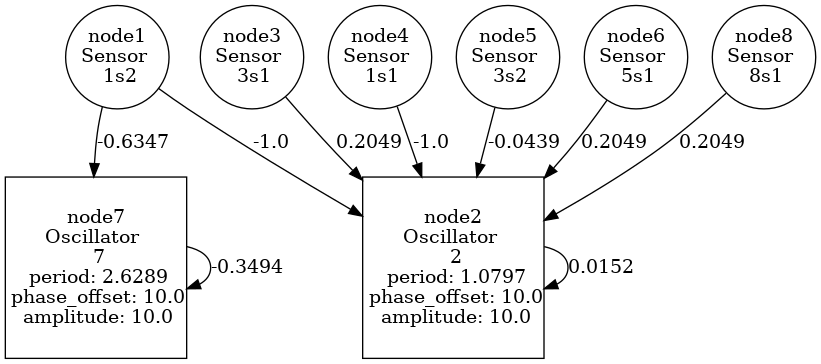 node1
Sensor
1s2
node3
Sensor
3s1
node4
Sensor
1s1
node5
Sensor
3s2
node6
Sensor
5s1
node8
Sensor
8s1
-0.6347
-1.0
0.2049
-1.0
-0.0439
0.2049
0.2049
node7
Oscillator
7
period: 2.6289
phase_offset: 10.0
amplitude: 10.0
-0.3494
node2
Oscillator
2
period: 1.0797
phase_offset: 10.0
amplitude: 10.0
0.0152